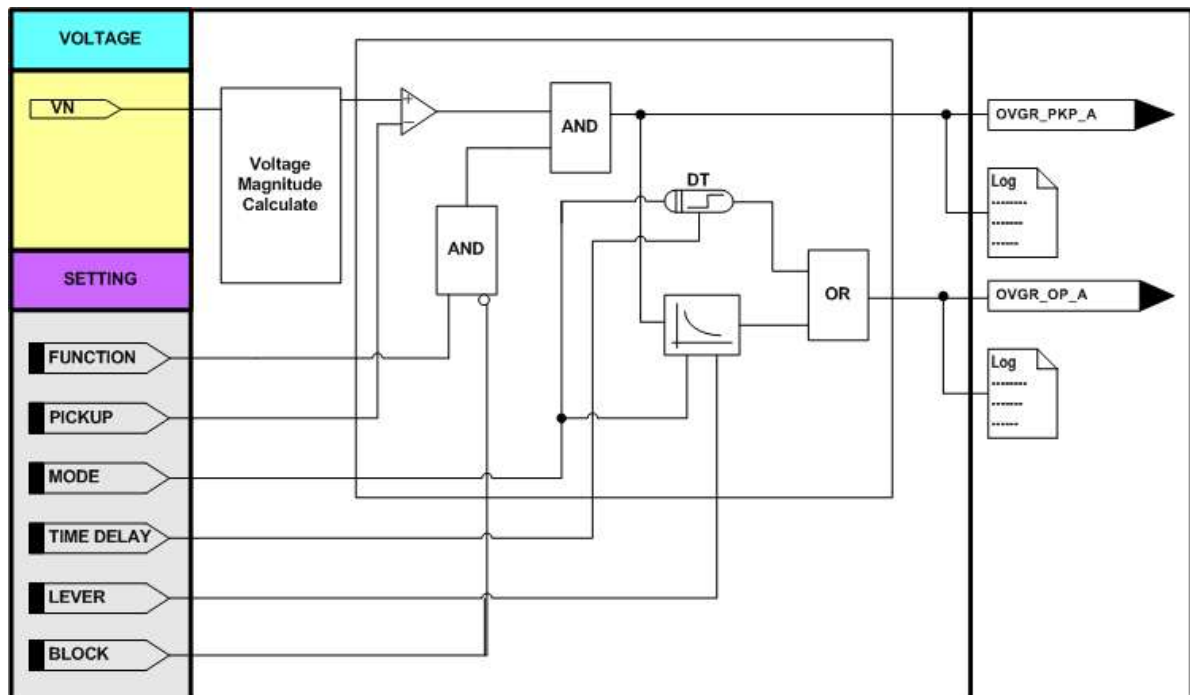 VOLTAGE
VN
SETTING
FUNCTION
PICKUP
MODE
TIME DELAY
LEVER
BLOCK
Voltage
Magnitude
Calculate
+
−
AND
AND
DT
OR
OVGR_PKP_A
Log
OVGR_OP_A
Log